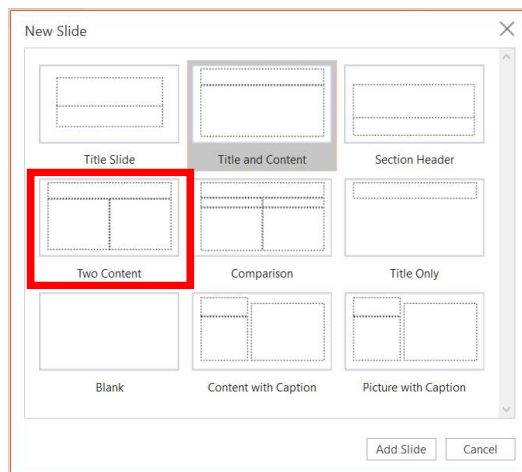 New Slide
Title Slide
Title and Content
Section Header
Two Content
Comparison
Title Only
Blank
Content with Caption
Picture with Caption
Add Slide
Cancel